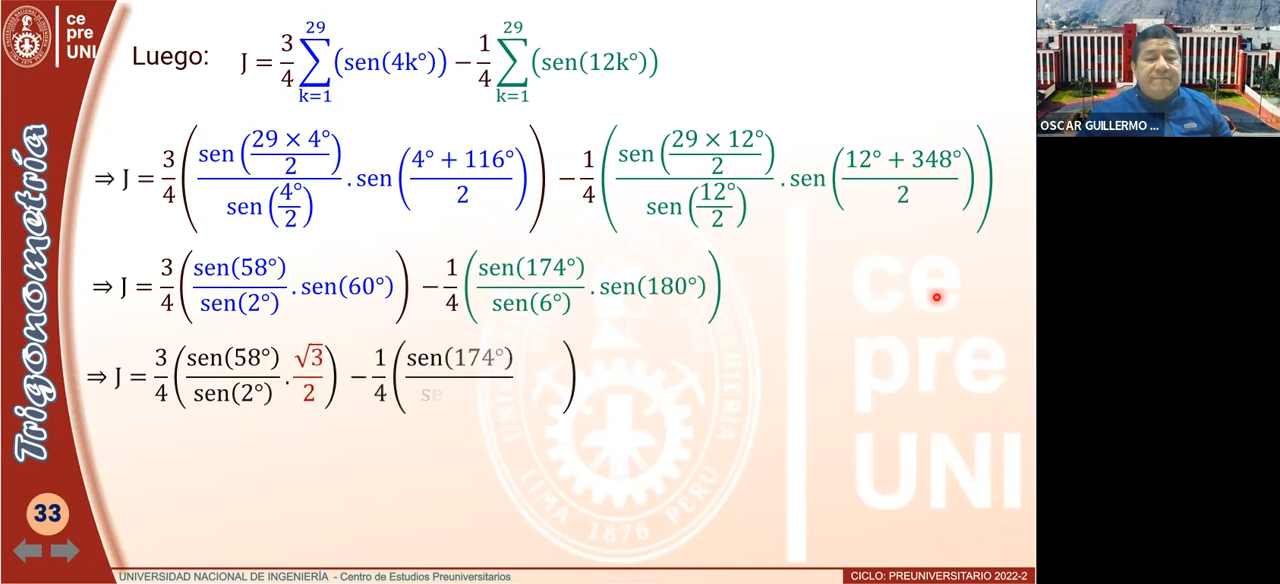 ce
pre
UNI
Luego: J = 3/4 ∑_{k=1}^{29} (sen(4k°)) − 1/4 ∑_{k=1}^{29} (sen(12k°))
⇒ J = 3/4 ( sen(29 × 4°/2) / sen(4°/2) . sen(4° + 116°/2) ) − 1/4 ( sen(29 × 12°/2) / sen(12°/2) . sen(12° + 348°/2) )
⇒ J = 3/4 ( sen(58°) / sen(2°) . sen(60°) ) − 1/4 ( sen(174°) / sen(6°) . sen(180°) )
⇒ J = 3/4 ( sen(58°) / sen(2°) . √3/2 ) − 1/4 ( sen(174°) / se )
Trigonometría
33
ce
pre
UNI
LIMA 1876 PERU
UNIVERSIDAD NACIONAL DE INGENIERÍA - Centro de Estudios Preuniversitarios
CICLO: PREUNIVERSITARIO 2022-2
OSCAR GUILLERMO ...